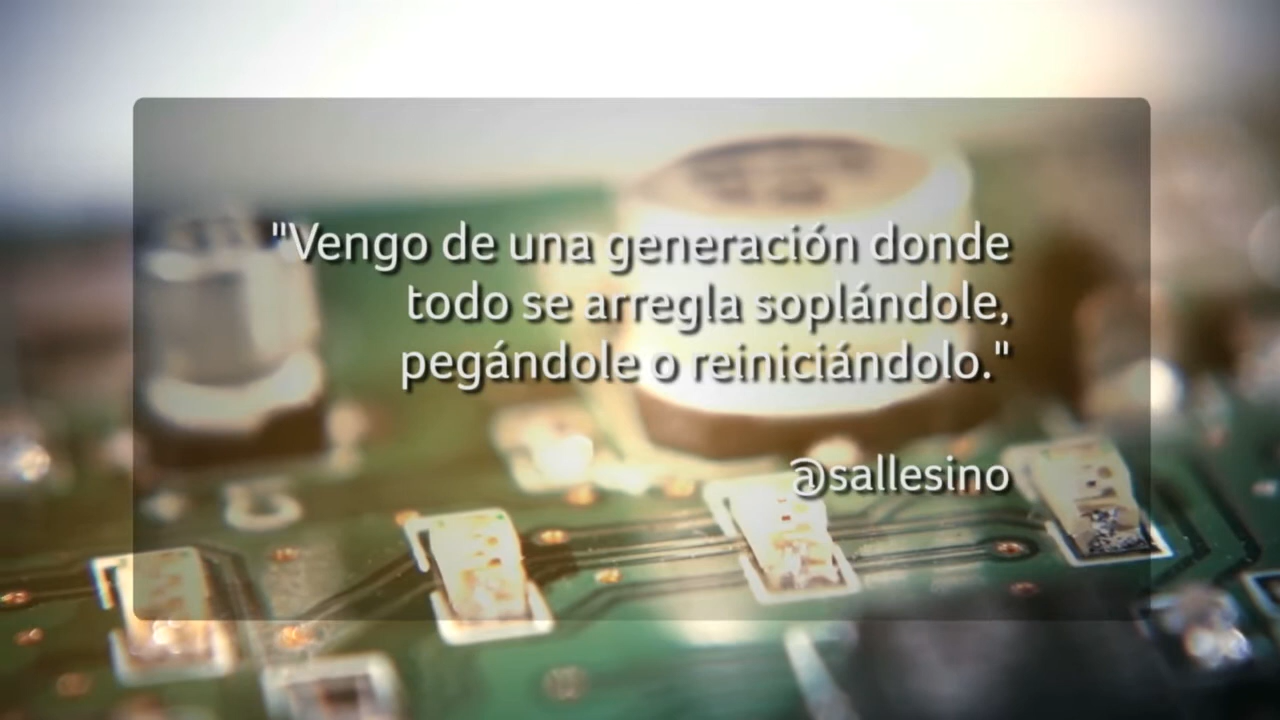 "Vengo de una generación donde
todo se arregla soplándole,
pegándole o reiniciándolo."
@sallesino